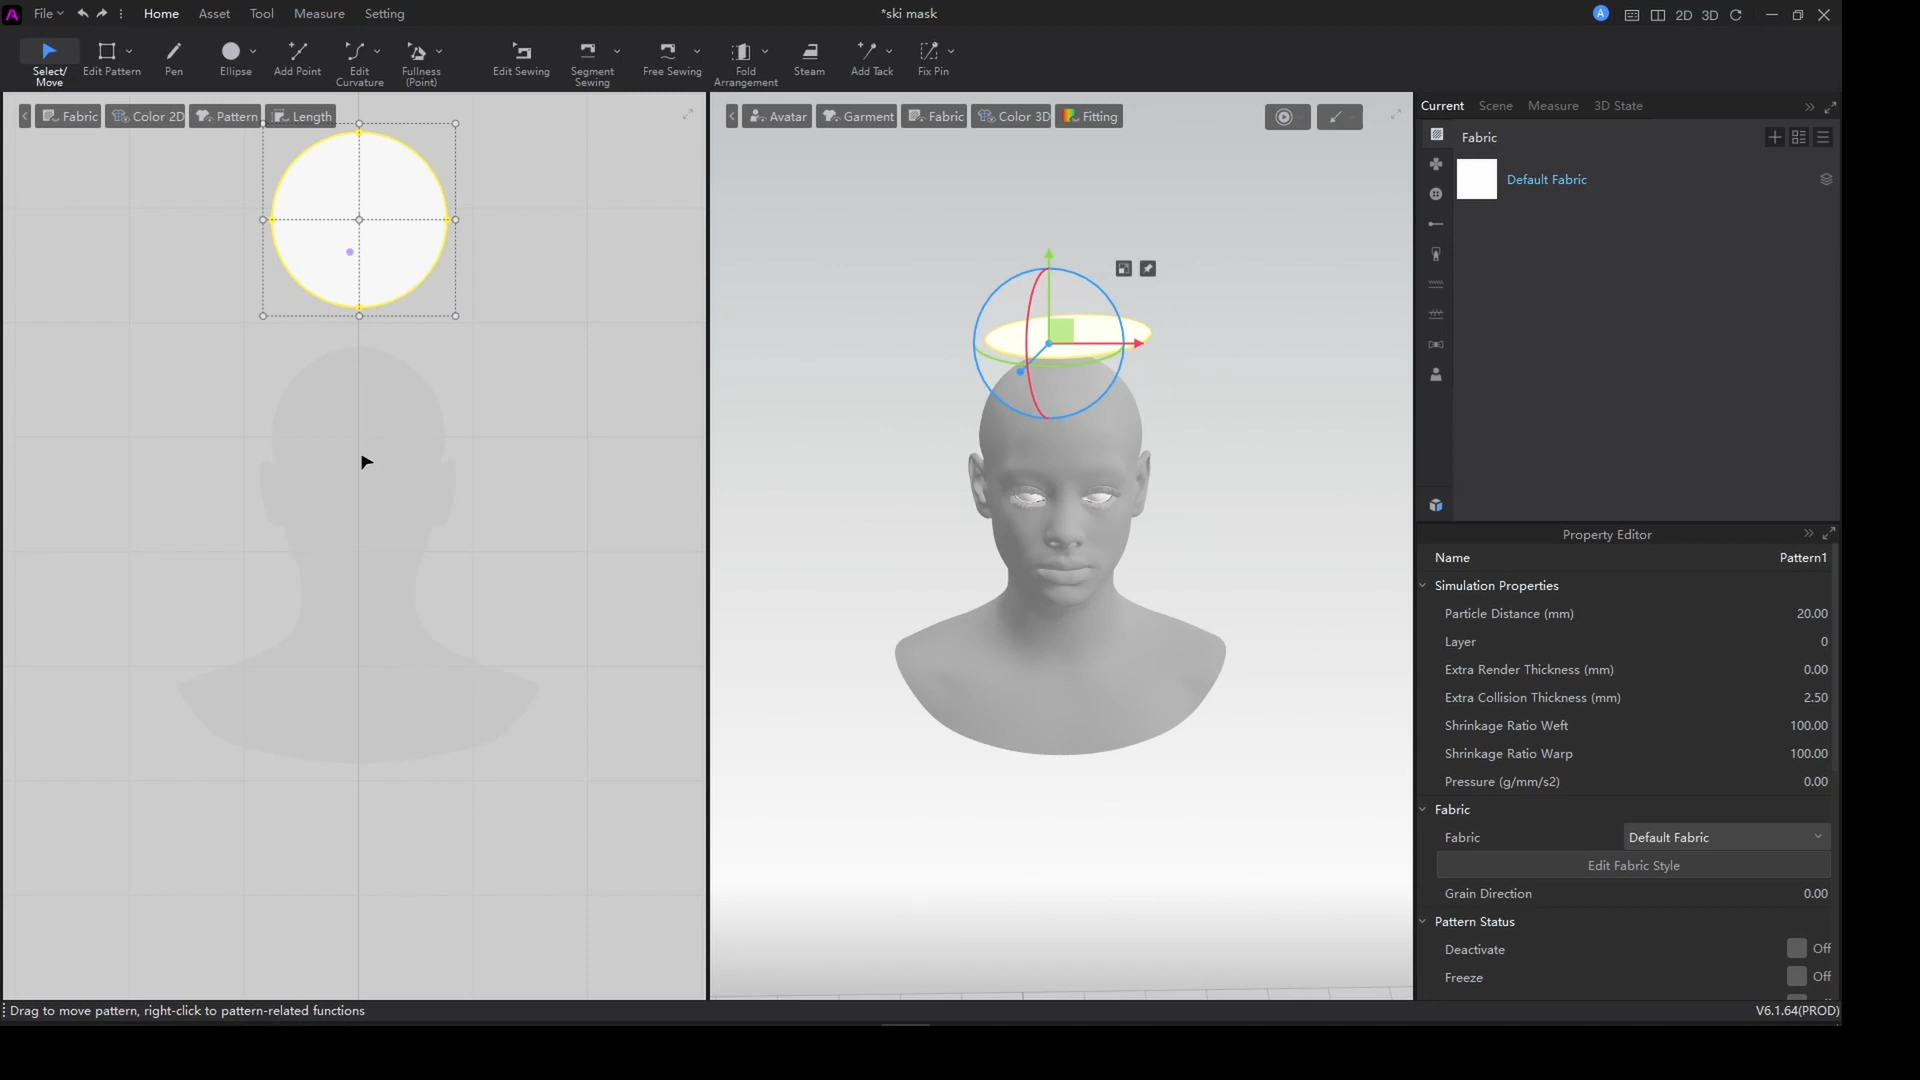 File
Home
Asset
Tool
Measure
Setting
*ski mask
A
2D
3D
Select/
Move
Edit Pattern
Pen
Ellipse
Add Point
Edit
Curvature
Fullness
(Point)
Edit Sewing
Segment
Sewing
Free Sewing
Fold
Arrangement
Steam
Add Tack
Fix Pin
Fabric
Color 2D
Pattern
Length
Avatar
Garment
Fabric
Color 3D
Fitting
Current
Scene
Measure
3D State
Fabric
Default Fabric
Property Editor
Name Pattern1
Simulation Properties
Particle Distance (mm) 20.00
Layer 0
Extra Render Thickness (mm) 0.00
Extra Collision Thickness (mm) 2.50
Shrinkage Ratio Weft 100.00
Shrinkage Ratio Warp 100.00
Pressure (g/mm/s2) 0.00
Fabric
Fabric Default Fabric
Edit Fabric Style
Grain Direction 0.00
Pattern Status
Deactivate Off
Freeze Off
Drag to move pattern, right-click to pattern-related functions
V6.1.64(PROD)